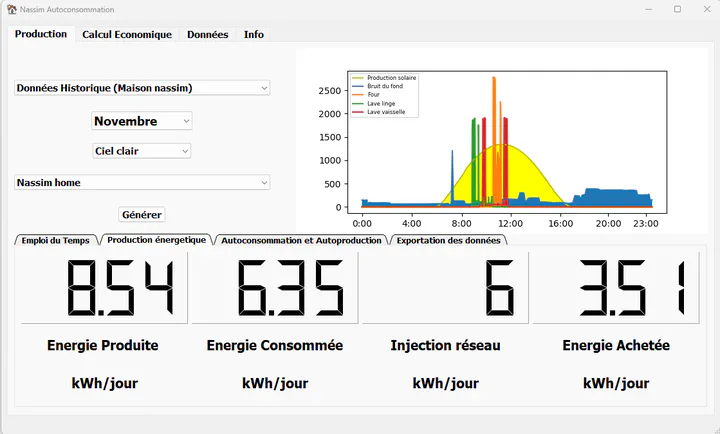 Nassim Autoconsommation
Production Calcul Economique Données Info
Données Historique (Maison nassim)
Novembre
Ciel clair
Nassim home
Générer
Production solaire
Bruit du fond
Four
Lave linge
Lave vaisselle
2500
2000
1500
1000
500
0
0:00 4:00 8:00 12:00 16:00 20:00 23:00
Emploi du Temps Production énergetique Autoconsommation et Autoproduction Exportation des données
8.54 6.35 6 3.51
Energie Produite Energie Consommée Injection réseau Energie Achetée
kWh/jour kWh/jour kWh/jour kWh/jour